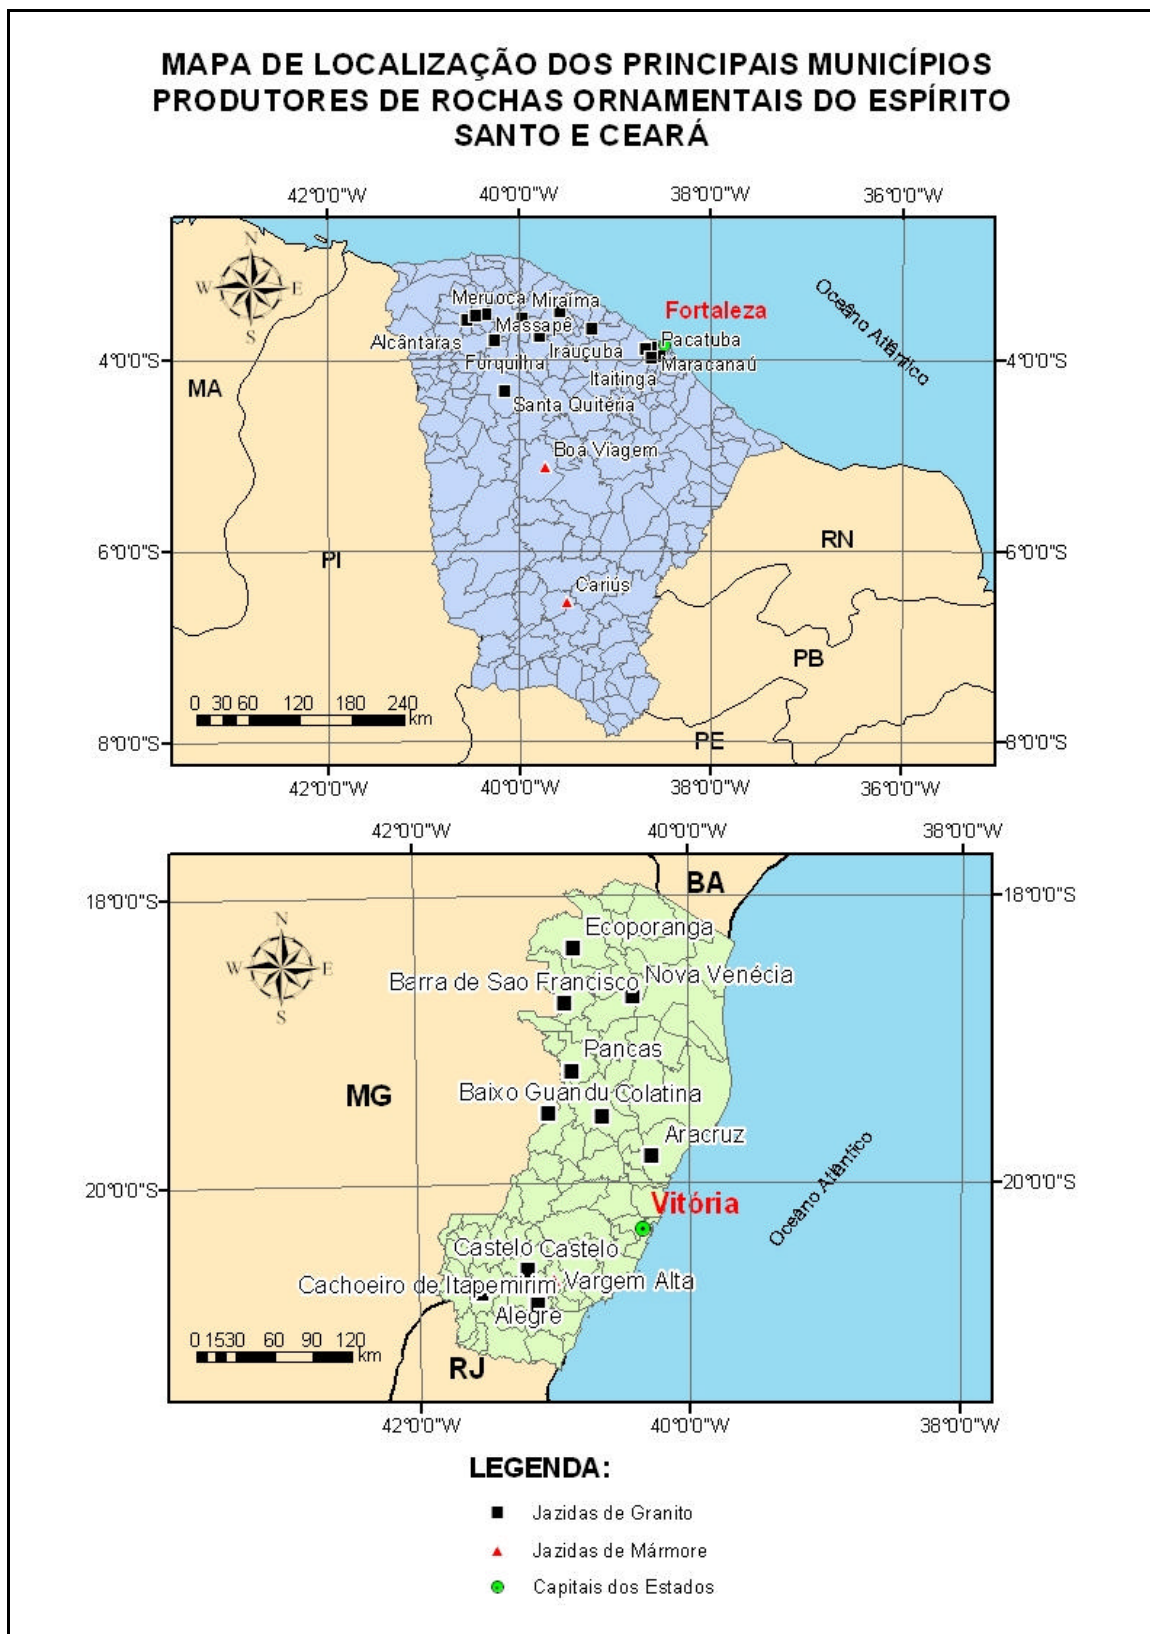 MAPA DE LOCALIZAÇÃO DOS PRINCIPAIS MUNICÍPIOS
PRODUTORES DE ROCHAS ORNAMENTAIS DO ESPÍRITO
SANTO E CEARÁ
42°0'0"W 40°0'0"W 38°0'0"W 36°0'0"W
N
W E
S
Oceâno Atlântico
Meruoca Miraíma
Fortaleza
Massapê
Pacatuba
Alcântaras
Irauçuba
Maracanaú
4°0'0"S
4°0'0"S
Forquilha
Itaitinga
MA
Santa Quitéria
Boa Viagem
RN
6°0'0"S
PI
6°0'0"S
Cariús
PB
0 30 60 120 180 240
km
8°0'0"S
PE
8°0'0"S
42°0'0"W 40°0'0"W 38°0'0"W 36°0'0"W
42°0'0"W 40°0'0"W 38°0'0"W
BA
18°0'0"S
18°0'0"S
N
W E
S
Ecoporanga
Barra de Sao Francisco
Nova Venécia
Pancas
MG
Baixo Guandu
Colatina
Aracruz
20°0'0"S
20°0'0"S
Vitória
Oceano Atlântico
Castelo Castelo
Cachoeiro de Itapemirim
Vargem Alta
Alegre
0 15 30 60 90 120
km
RJ
42°0'0"W 40°0'0"W 38°0'0"W
LEGENDA:
Jazidas de Granito
Jazidas de Mármore
Capitais dos Estados